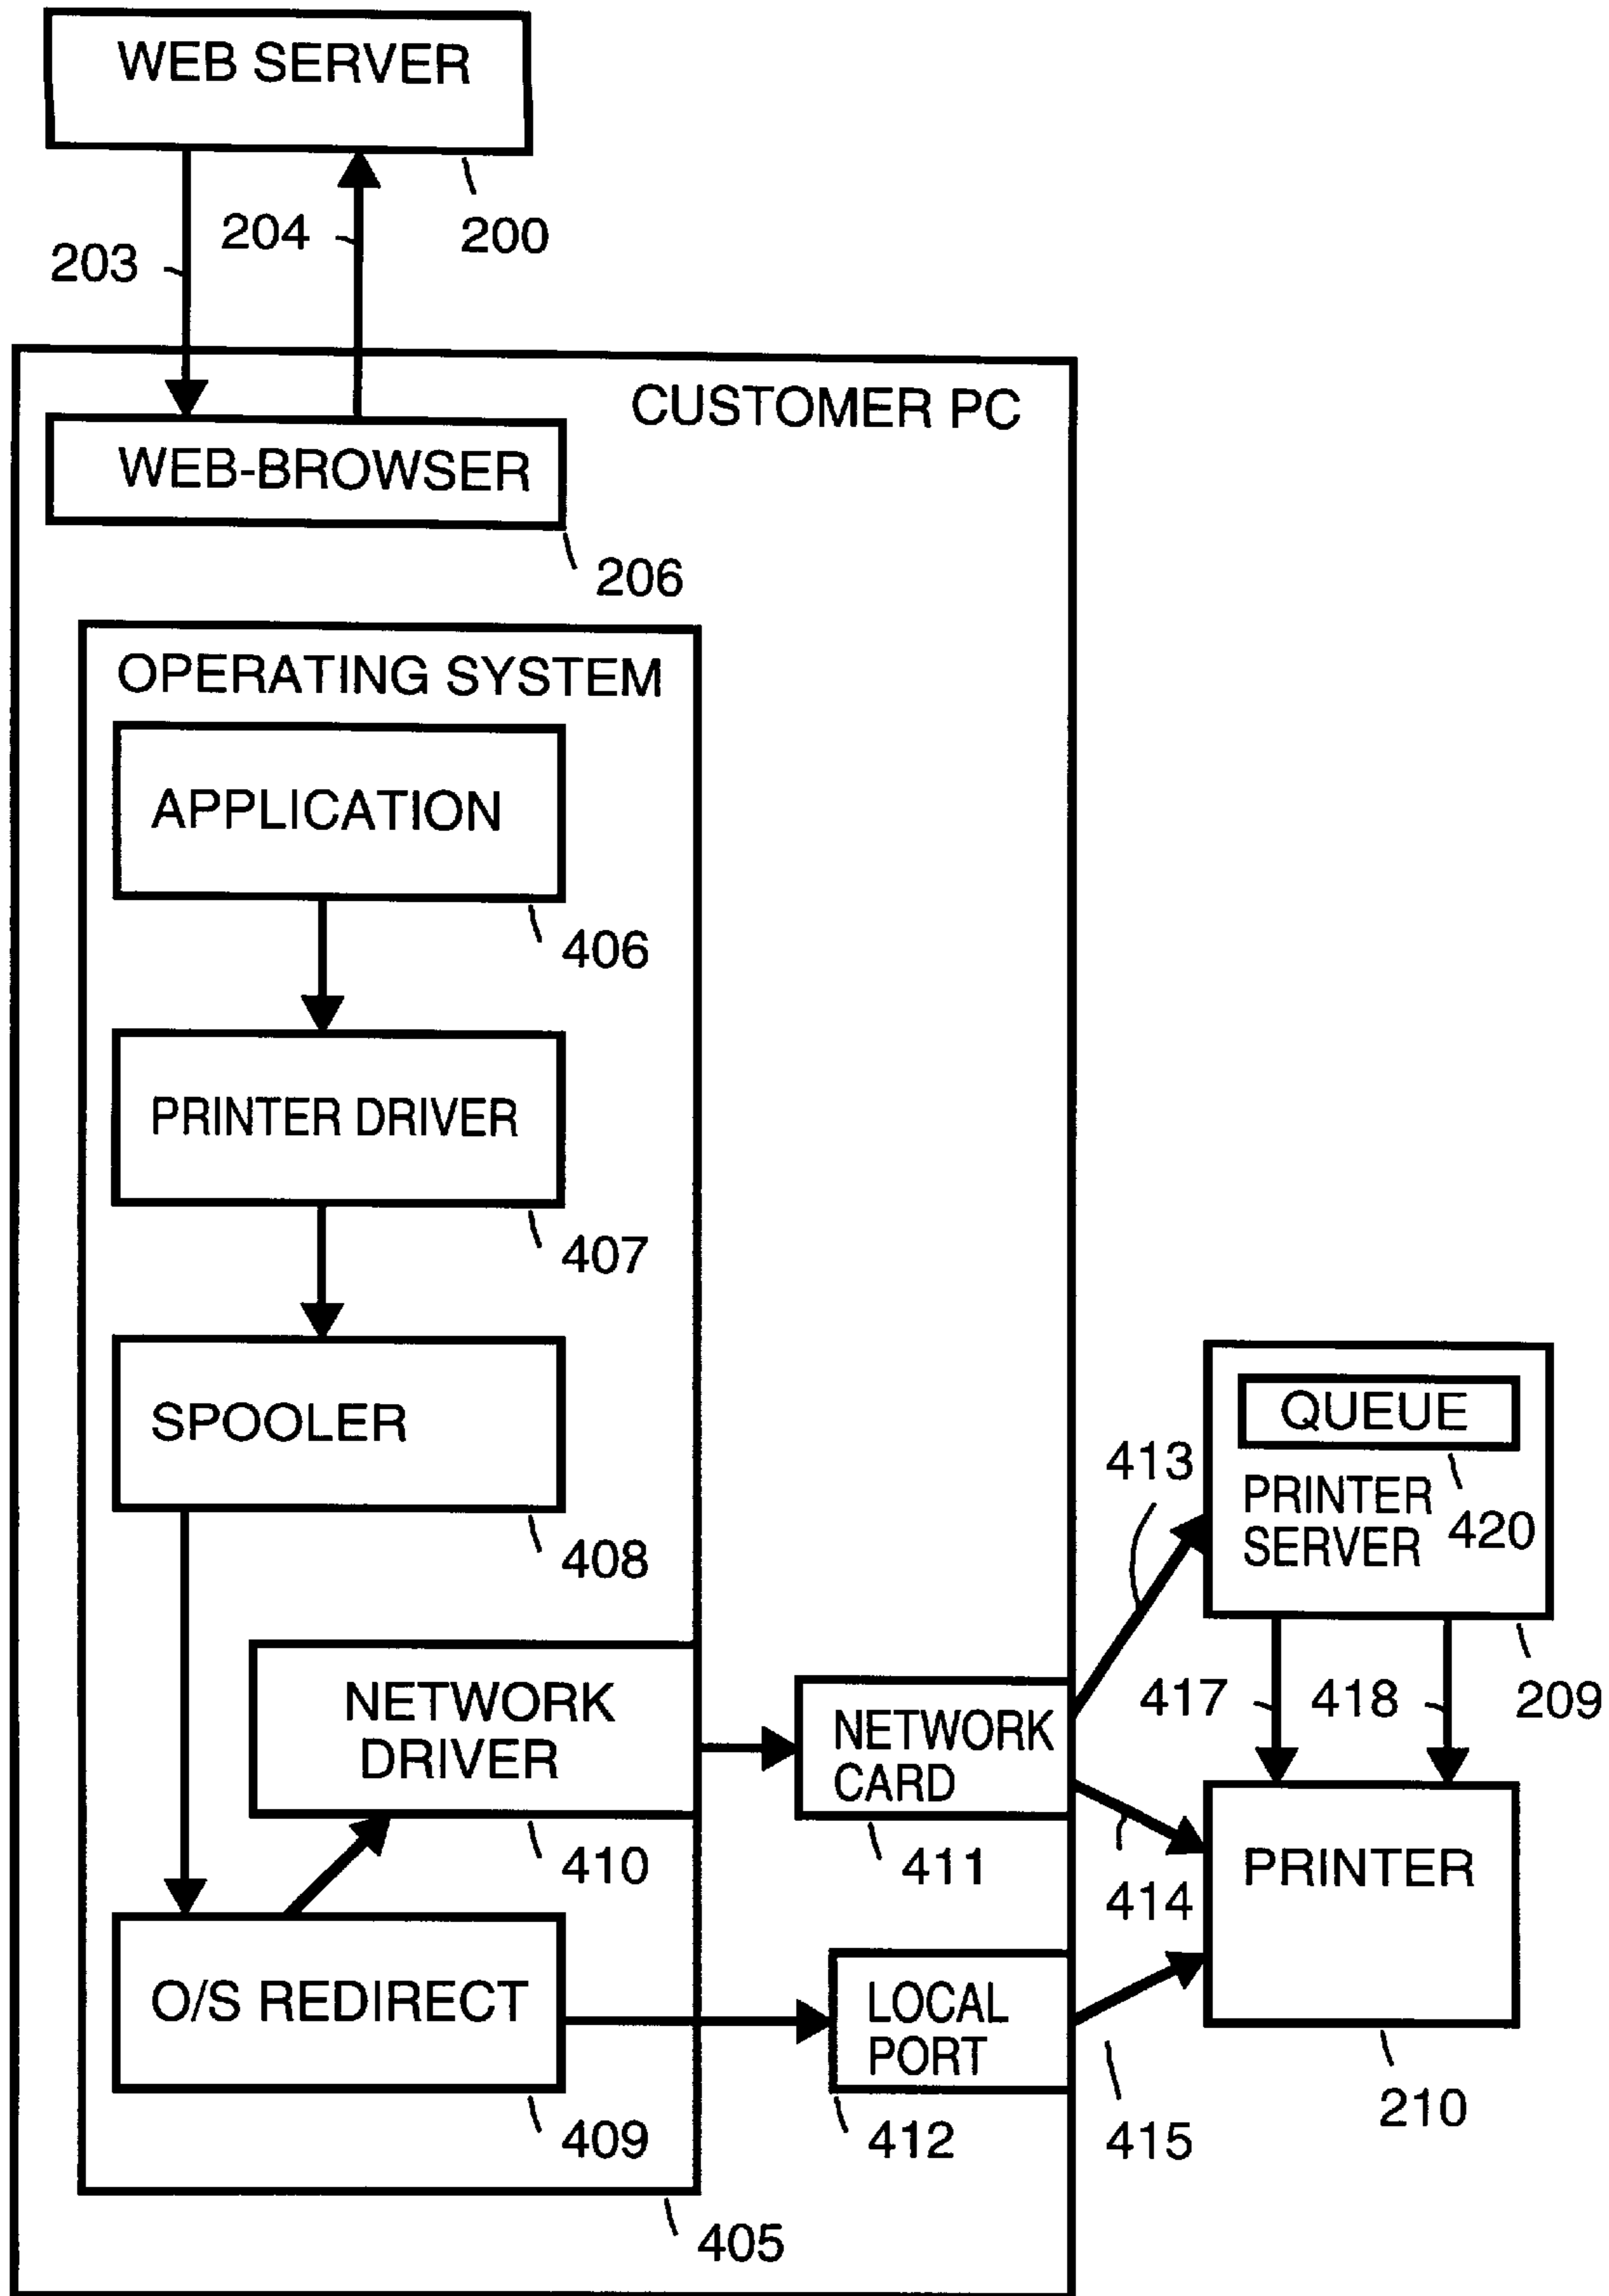 WEB SERVER
203
204
200
CUSTOMER PC
WEB-BROWSER
206
OPERATING SYSTEM
APPLICATION
406
PRINTER DRIVER
407
SPOOLER
408
NETWORK
DRIVER
410
O/S REDIRECT
409
405
NETWORK
CARD
411
LOCAL
PORT
412
413
414
415
QUEUE
420
PRINTER
SERVER
209
417
418
PRINTER
210